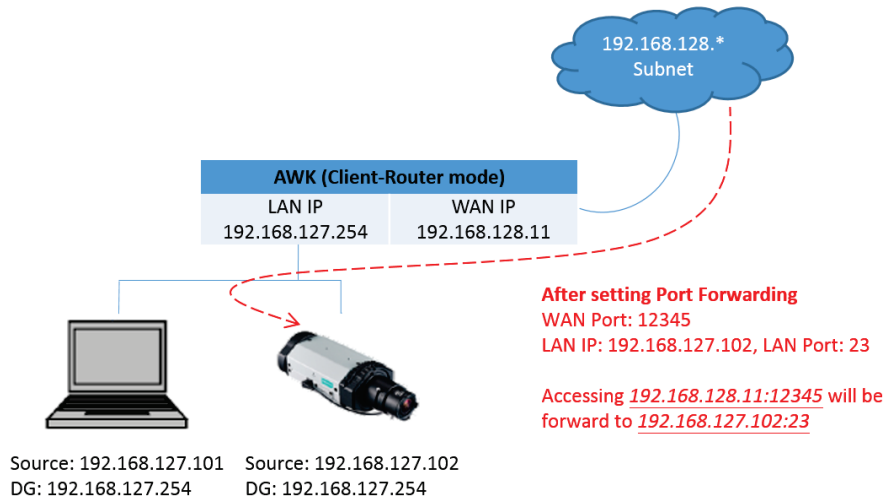 192.168.128.*
Subnet
AWK (Client-Router mode)
LAN IP
192.168.127.254
WAN IP
192.168.128.11
After setting Port Forwarding
WAN Port: 12345
LAN IP: 192.168.127.102, LAN Port: 23
Accessing 192.168.128.11:12345 will be
forward to 192.168.127.102:23
Source: 192.168.127.101
DG: 192.168.127.254
Source: 192.168.127.102
DG: 192.168.127.254